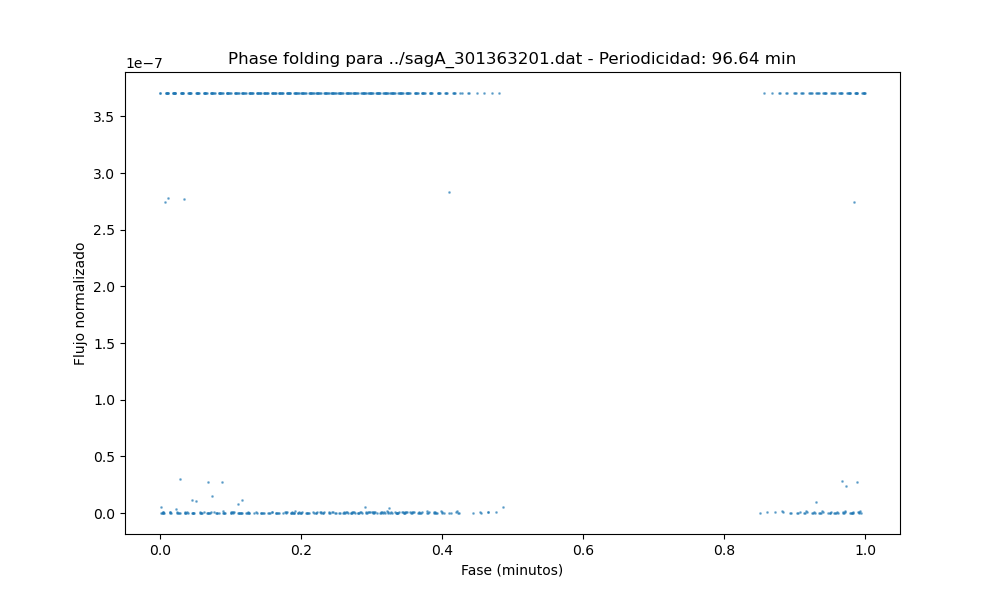 Phase folding para ../sagA_301363201.dat - Periodicidad: 96.64 min
1e−7
3.5
3.0
2.5
2.0
1.5
1.0
0.5
0.0
Flujo normalizado
0.0 0.2 0.4 0.6 0.8 1.0
Fase (minutos)